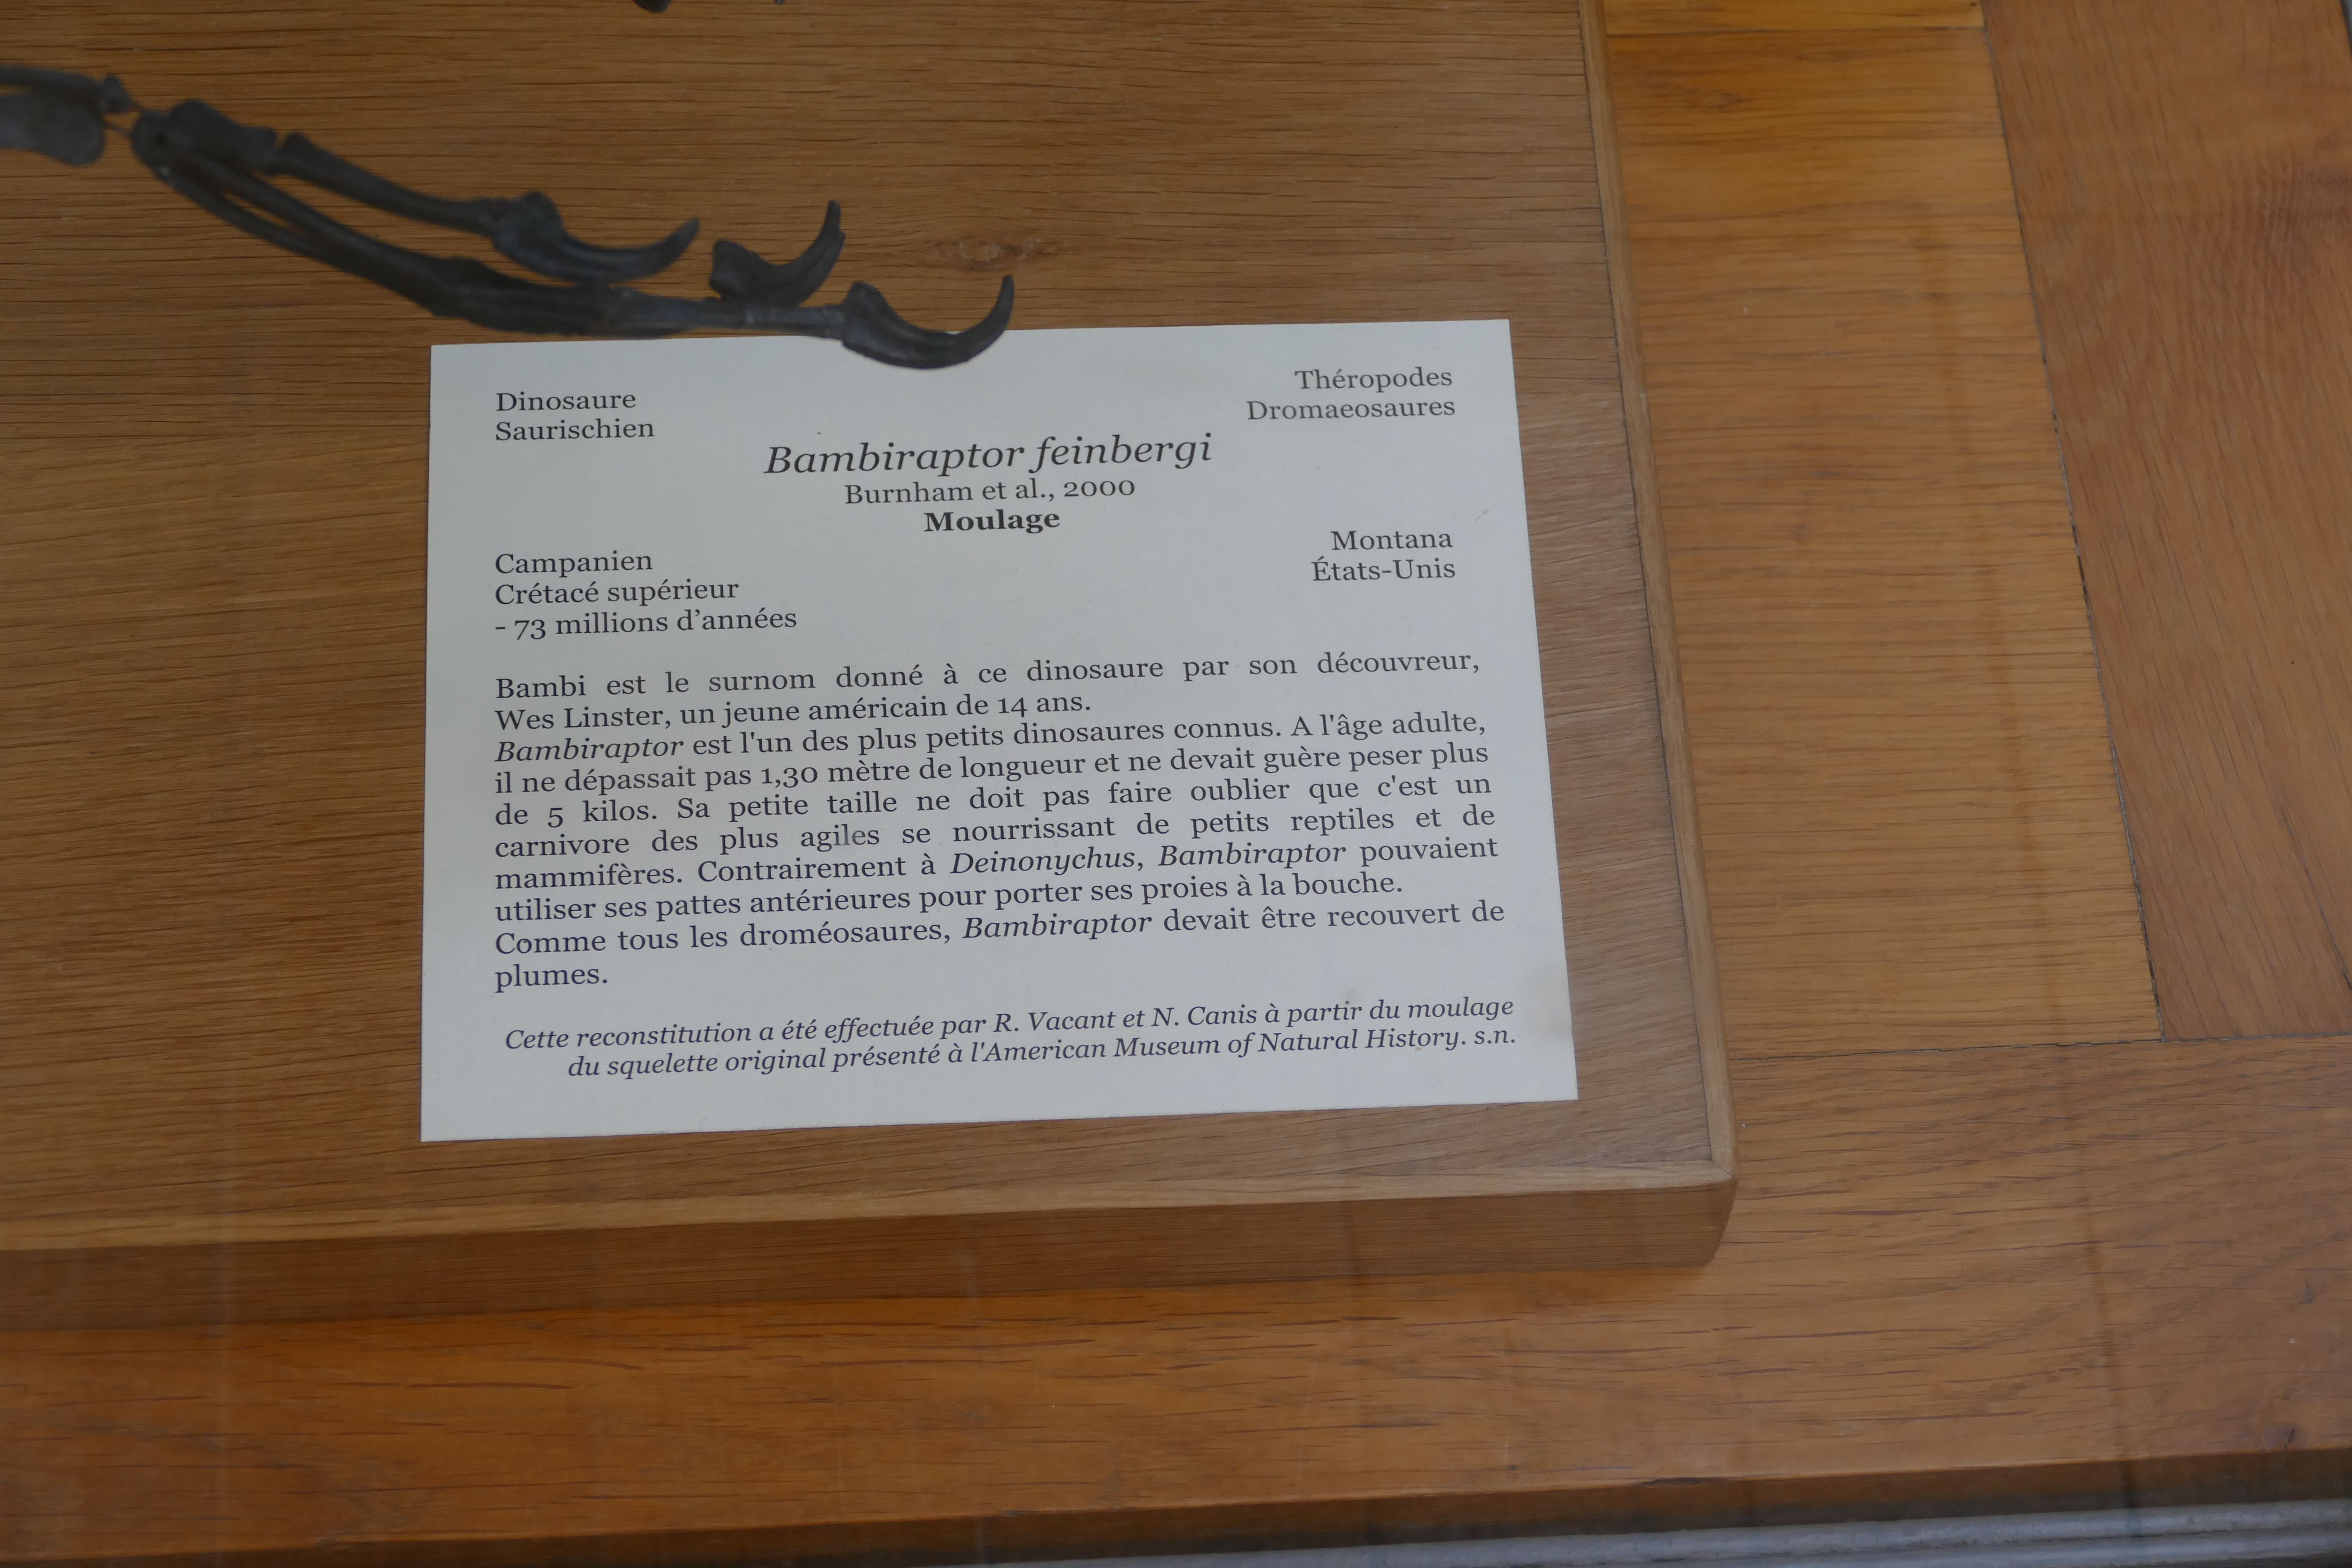 Dinosaure
Saurischien
Théropodes
Dromaeosaures
Bambiraptor feinbergi
Burnham et al., 2000
Moulage
Campanien
Crétacé supérieur
- 73 millions d’années
Montana
États-Unis
Bambi est le surnom donné à ce dinosaure par son découvreur,
Wes Linster, un jeune américain de 14 ans.
Bambiraptor est l'un des plus petits dinosaures connus. A l'âge adulte,
il ne dépassait pas 1,30 mètre de longueur et ne devait guère peser plus
de 5 kilos. Sa petite taille ne doit pas faire oublier que c'est un
carnivore des plus agiles se nourrissant de petits reptiles et de
mammifères. Contrairement à Deinonychus, Bambiraptor pouvaient
utiliser ses pattes antérieures pour porter ses proies à la bouche.
Comme tous les droméosaures, Bambiraptor devait être recouvert de
plumes.
Cette reconstitution a été effectuée par R. Vacant et N. Canis à partir du moulage
du squelette original présenté à l'American Museum of Natural History. s.n.